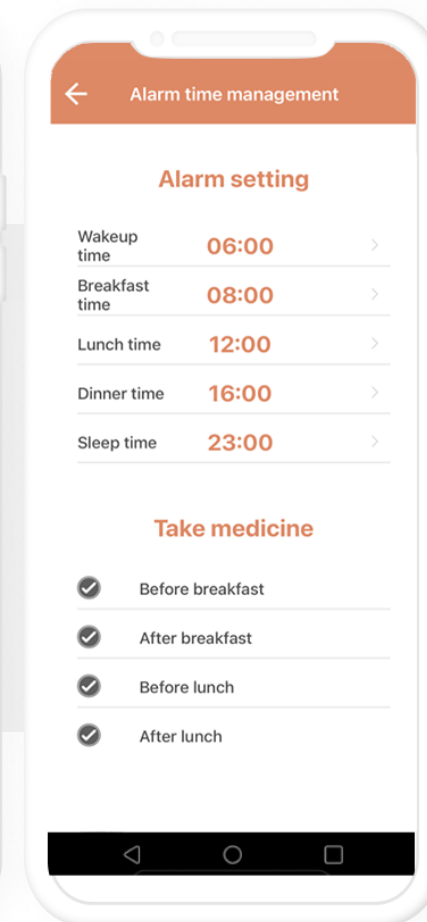 Alarm time management
Alarm setting
Wakeup
time
06:00
Breakfast
time
08:00
Lunch time 12:00
Dinner time 16:00
Sleep time 23:00
Take medicine
Before breakfast
After breakfast
Before lunch
After lunch